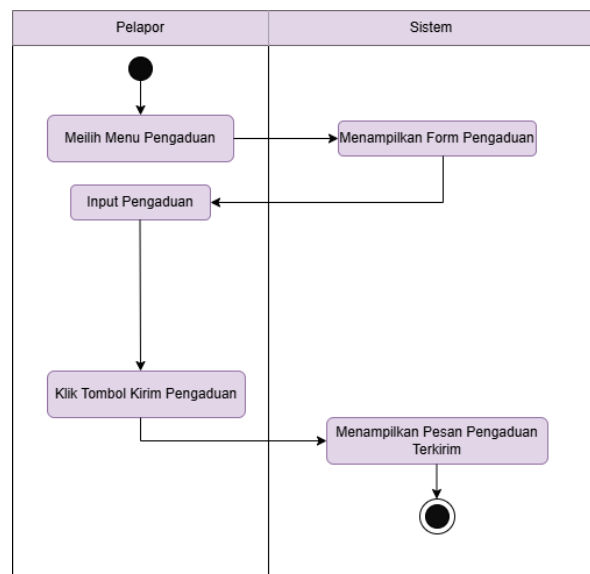 Pelapor
Sistem
Meilih Menu Pengaduan
Menampilkan Form Pengaduan
Input Pengaduan
Klik Tombol Kirim Pengaduan
Menampilkan Pesan Pengaduan
Terkirim